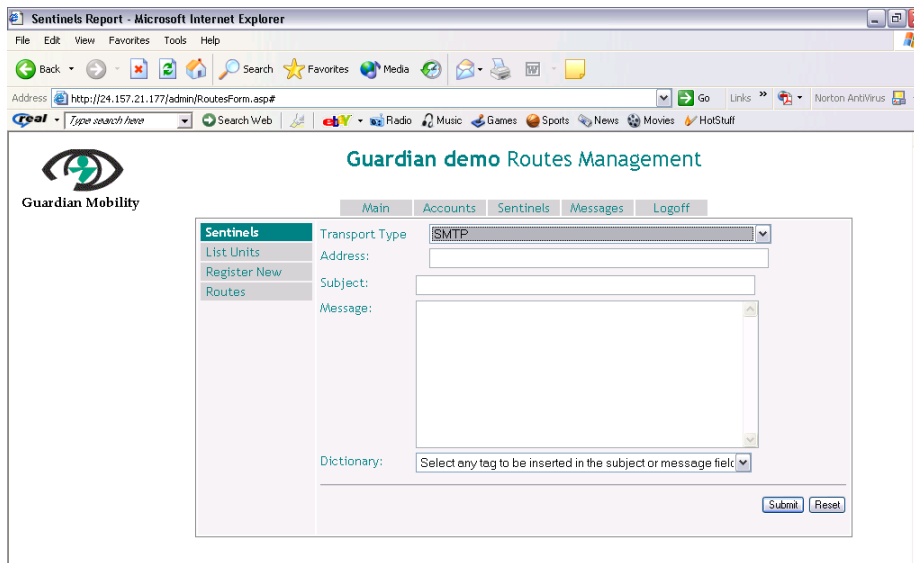 Sentinels Report - Microsoft Internet Explorer
File Edit View Favorites Tools Help
Back Search Favorites Media
Address http://24.157.21.177/admin/RoutesForm.asp# Go Links » Norton AntiVirus
real Type search here Search Web ebY Radio Music Games Sports News Movies HotStuff
Guardian demo Routes Management
Guardian Mobility
Main Accounts Sentinels Messages Logoff
Sentinels
List Units
Register New
Routes
Transport Type SMTP
Address:
Subject:
Message:
Dictionary: Select any tag to be inserted in the subject or message field
Submit Reset